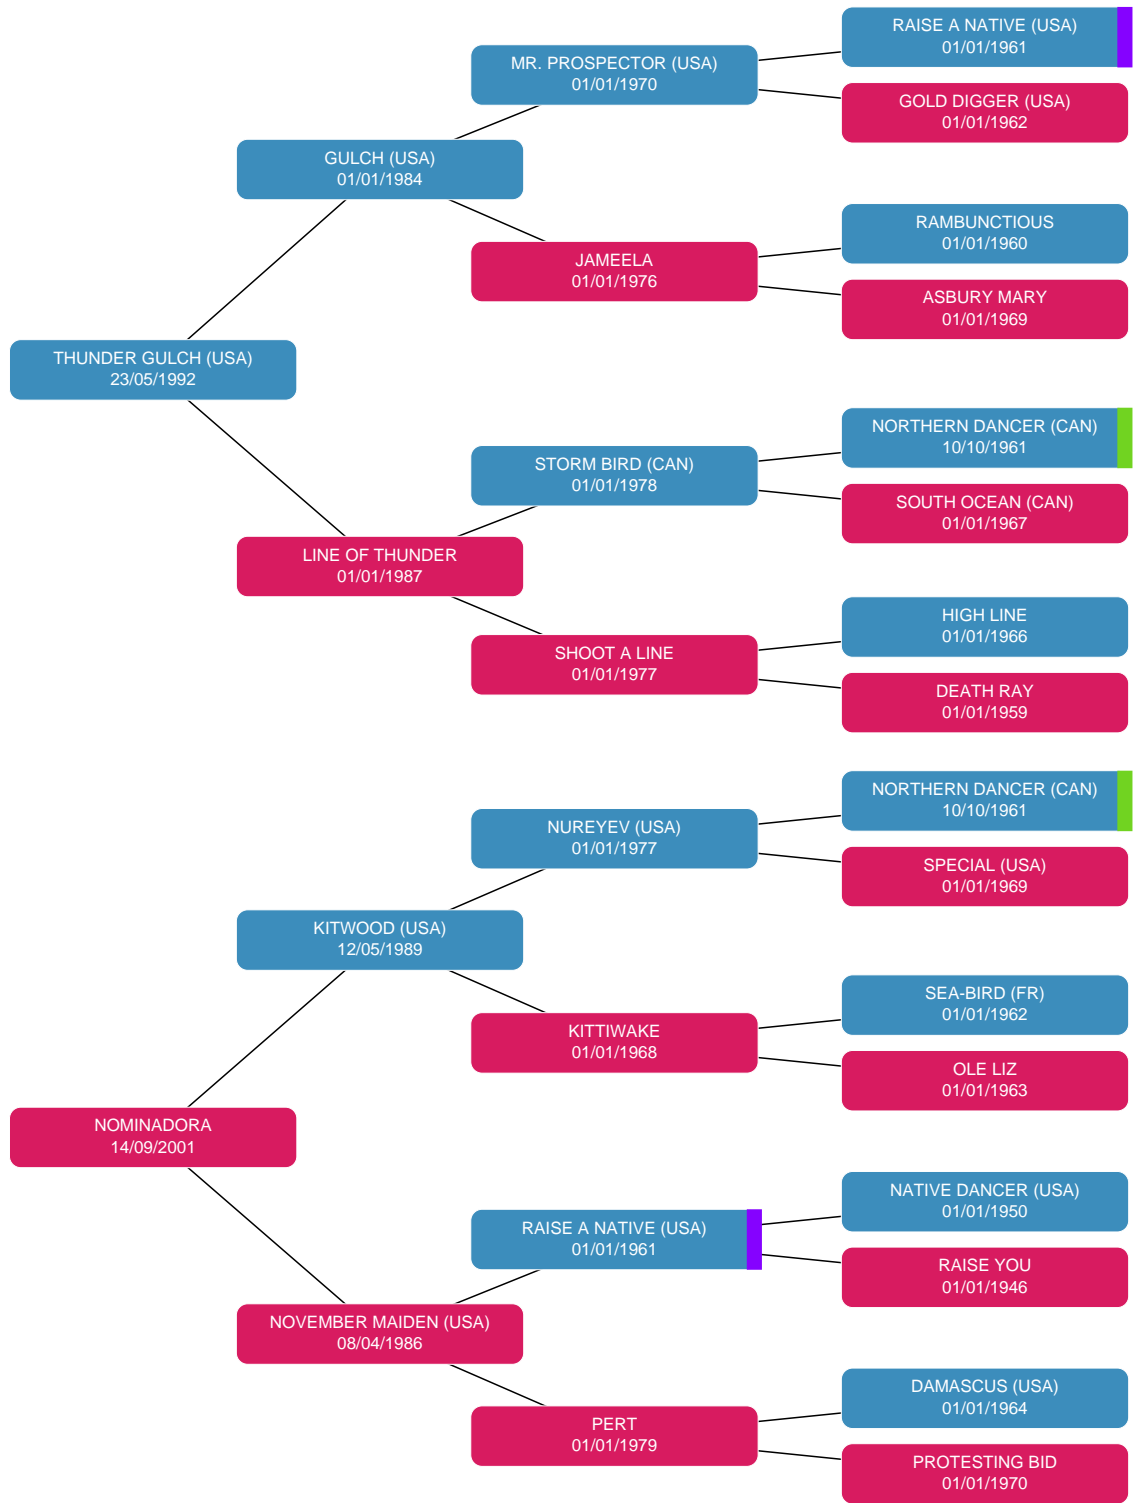 RAISE A NATIVE (USA)
01/01/1961
MR. PROSPECTOR (USA)
01/01/1970
GOLD DIGGER (USA)
01/01/1962
GULCH (USA)
01/01/1984
RAMBUNCTIOUS
01/01/1960
JAMEELA
01/01/1976
ASBURY MARY
01/01/1969
THUNDER GULCH (USA)
23/05/1992
NORTHERN DANCER (CAN)
10/10/1961
STORM BIRD (CAN)
01/01/1978
SOUTH OCEAN (CAN)
01/01/1967
LINE OF THUNDER
01/01/1987
HIGH LINE
01/01/1966
SHOOT A LINE
01/01/1977
DEATH RAY
01/01/1959
NORTHERN DANCER (CAN)
10/10/1961
NUREYEV (USA)
01/01/1977
SPECIAL (USA)
01/01/1969
KITWOOD (USA)
12/05/1989
SEA-BIRD (FR)
01/01/1962
KITTIWAKE
01/01/1968
OLE LIZ
01/01/1963
NOMINADORA
14/09/2001
NATIVE DANCER (USA)
01/01/1950
RAISE A NATIVE (USA)
01/01/1961
RAISE YOU
01/01/1946
NOVEMBER MAIDEN (USA)
08/04/1986
DAMASCUS (USA)
01/01/1964
PERT
01/01/1979
PROTESTING BID
01/01/1970